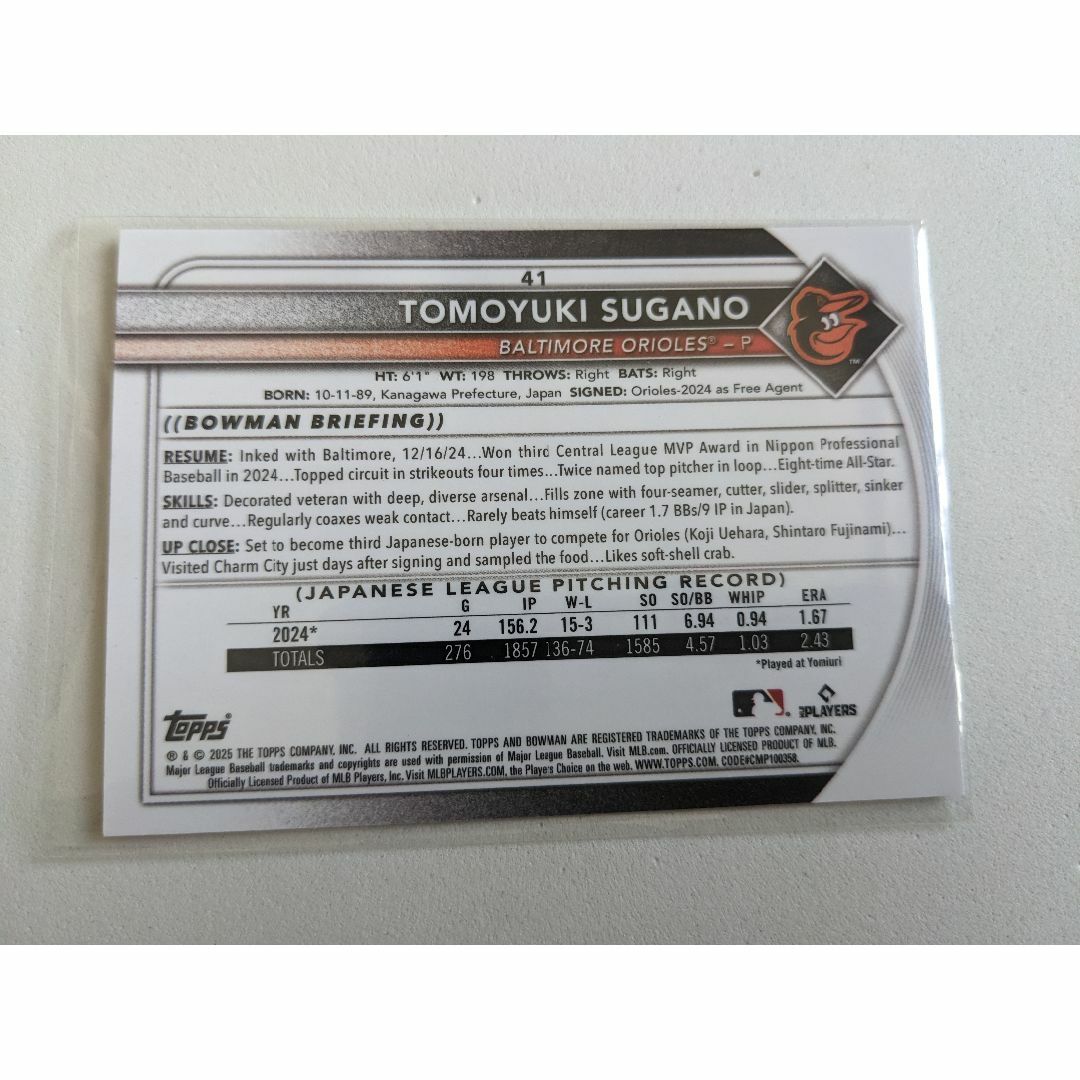 41
TOMOYUKI SUGANO
BALTIMORE ORIOLES® – P
HT: 6'1" WT: 198 THROWS: Right BATS: Right
BORN: 10-11-89, Kanagawa Prefecture, Japan SIGNED: Orioles-2024 as Free Agent
((BOWMAN BRIEFING))
RESUME: Inked with Baltimore, 12/16/24...Won third Central League MVP Award in Nippon Professional
Baseball in 2024...Topped circuit in strikeouts four times...Twice named top pitcher in loop...Eight-time All-Star.
SKILLS: Decorated veteran with deep, diverse arsenal...Fills zone with four-seamer, cutter, slider, splitter, sinker
and curve...Regularly coaxes weak contact...Rarely beats himself (career 1.7 BBs/9 IP in Japan).
UP CLOSE: Set to become third Japanese-born player to compete for Orioles (Koji Uehara, Shintaro Fujinami)...
Visited Charm City just days after signing and sampled the food...Likes soft-shell crab.
(JAPANESE LEAGUE PITCHING RECORD)
YR G IP W-L SO SO/BB WHIP ERA
2024* 24 156.2 15-3 111 6.94 0.94 1.67
TOTALS 276 1857 136-74 1585 4.57 1.03 2.43
*Played at Yomiuri
TOPPS® MLB PLAYERS
® & © 2025 THE TOPPS COMPANY, INC. ALL RIGHTS RESERVED. TOPPS AND BOWMAN ARE REGISTERED TRADEMARKS OF THE TOPPS COMPANY, INC.
Major League Baseball trademarks and copyrights are used with permission of Major League Baseball. Visit MLB.com. OFFICIALLY LICENSED PRODUCT OF MLB.
Officially Licensed Product of MLB Players, Inc. Visit MLBPLAYERS.COM, the Players Choice on the web. WWW.TOPPS.COM. CODE#CMP100358.